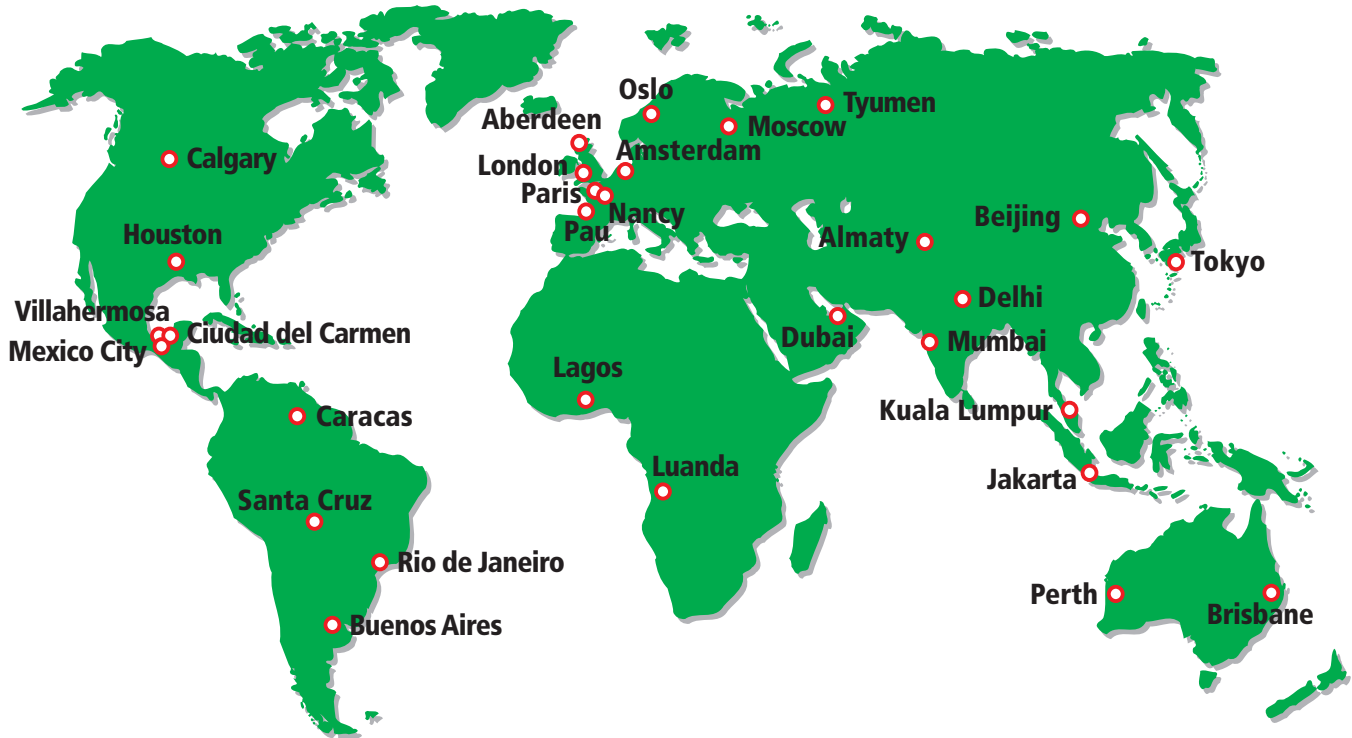 Oslo
Tyumen
Aberdeen
Moscow
Amsterdam
Calgary
London
Paris
Nancy
Pau
Beijing
Houston
Almaty
Tokyo
Delhi
Villahermosa
Ciudad del Carmen
Dubai
Mumbai
Mexico City
Lagos
Kuala Lumpur
Caracas
Luanda
Jakarta
Santa Cruz
Rio de Janeiro
Perth
Brisbane
Buenos Aires